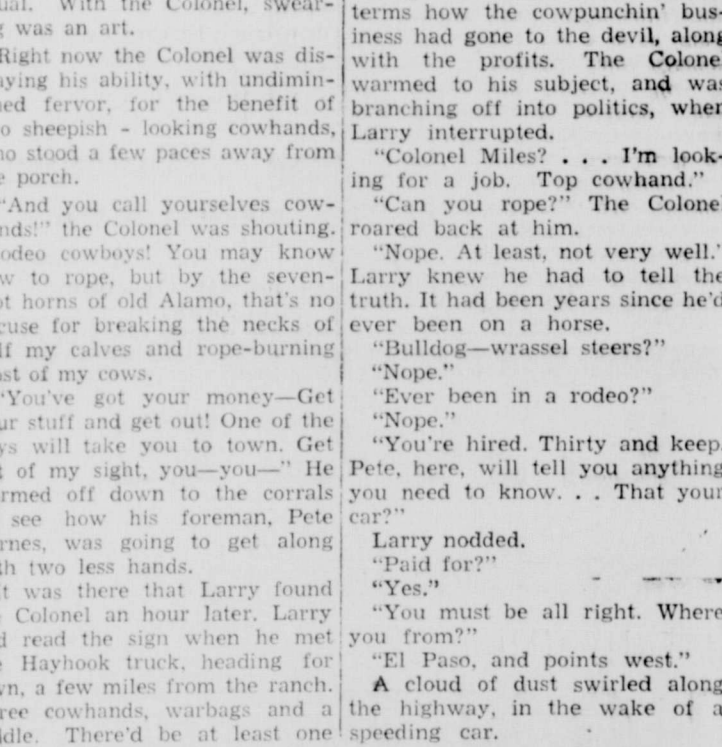 ual. With the Colonel, swear-
g was an art.
Right now the Colonel was dis-
aying his ability, with undimin-
ed fervor, for the benefit of
o sheepish - looking cowhands,
ho stood a few paces away from
e porch.
"And you call yourselves cow-
nds!" the Colonel was shouting.
odeo cowboys! You may know
w to rope, but by the seven-
ot horns of old Alamo, that's no
cuse for breaking the necks of
lf my calves and rope-burning
st of my cows.
"You've got your money—Get
ur stuff and get out! One of the
ys will take you to town. Get
t of my sight, you—you—" He
rmed off down to the corrals
see how his foreman, Pete
rnes, was going to get along
th two less hands.
t was there that Larry found
Colonel an hour later. Larry
d read the sign when he met
e Hayhook truck, heading for
wn, a few miles from the ranch.
ree cowhands, warbags and a
ddle. There'd be at least one
terms how the cowpunchin' bus-
iness had gone to the devil, along
with the profits. The Colone
warmed to his subject, and was
branching off into politics, when
Larry interrupted.
"Colonel Miles? . . . I'm look-
ing for a job. Top cowhand."
"Can you rope?" The Colone
roared back at him.
"Nope. At least, not very well.'
Larry knew he had to tell the
truth. It had been years since he'd
ever been on a horse.
"Bulldog—wrassel steers?"
"Nope."
"Ever been in a rodeo?"
"Nope."
"You're hired. Thirty and keep.
Pete, here, will tell you anything
you need to know. . . That your
car?"
Larry nodded.
"Paid for?"
"Yes."
"You must be all right. Where
you from?"
"El Paso, and points west."
A cloud of dust swirled along
the highway, in the wake of a
speeding car.